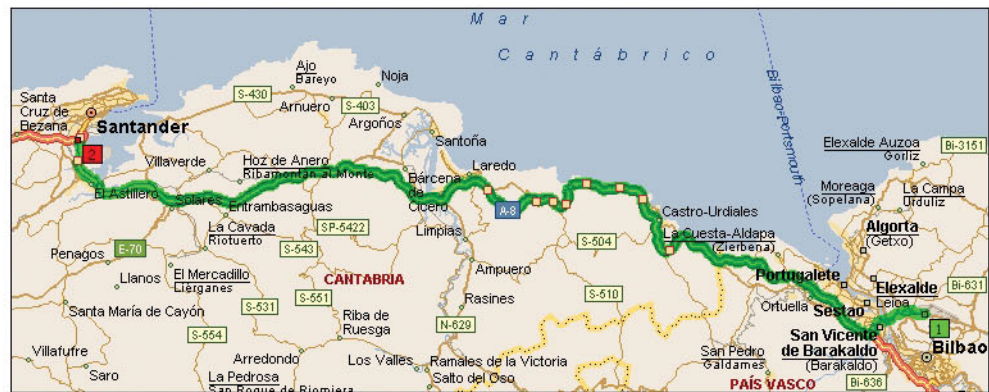 Mar
Cantábrico
Bilbao-portsmouth
Ajo
Bareyo
Noja
S-430
S-403
Arnuero
Argoños
Santa
Cruz de
Bezana
Santander
2
Santoña
Elexalde Auzoa
Gorliz
Bi-3151
Villaverde
Hoz de Anero
Ribamontán al Monte
Laredo
Bárcena
de
Cicero
El Astillero
Solares
Entrambasaguas
A-8
Moreaga
(Sopelana)
La Campa
Urduliz
Castro-Urdiales
La Cavada
Riotuerto
SP-5422
Limpias
S-504
La Cuesta-Aldapa
(Zierbena)
Algorta
(Getxo)
E-70
Penagos
S-543
Llanos
El Mercadillo
Liérganes
CANTABRIA
Ampuero
Portugalete
Elexalde
Leioa
Bi-631
S-551
S-510
Ortuella
Sestao
Santa María de Cayón
S-531
Rasines
1
S-554
Riba de
Ruesga
N-629
San Vicente
de Barakaldo
(Barakaldo)
Bilbao
Villafufre
Saro
Arredondo
Los Valles
Ramales de la Victoria
Salto del Oso
San Pedro
Galdames
La Pedrosa
San Roque de Riomiera
PAÍS VASCO
Bi-636